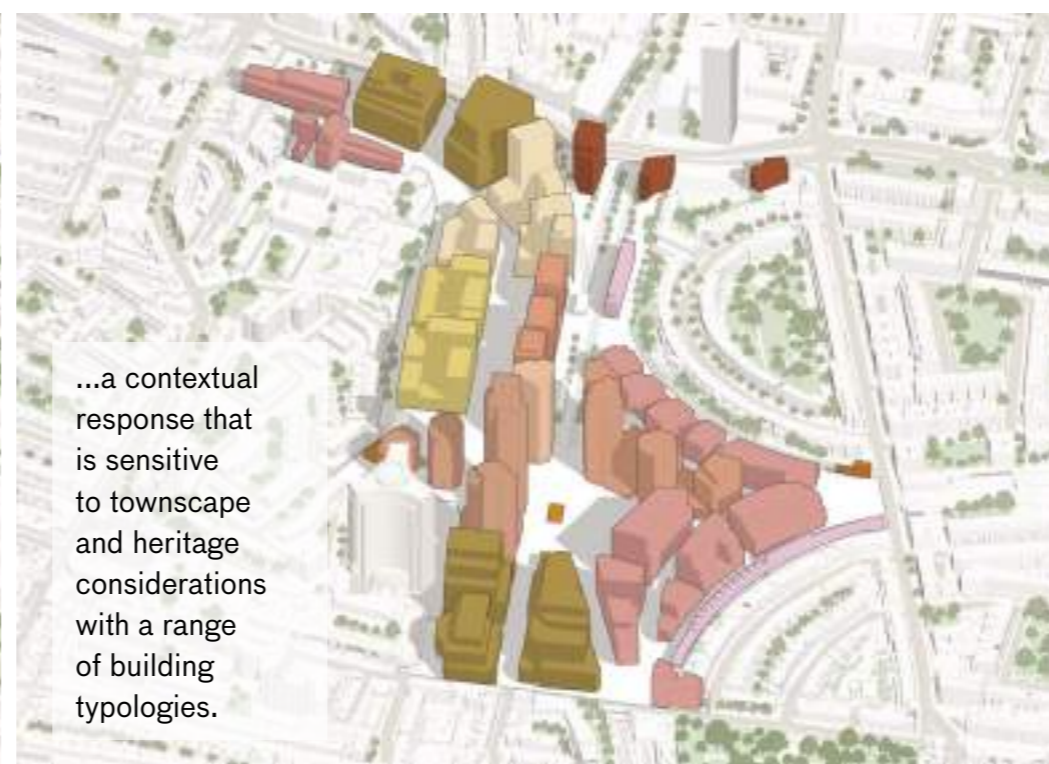 ...a contextual
response that
is sensitive
to townscape
and heritage
considerations
with a range
of building
typologies.